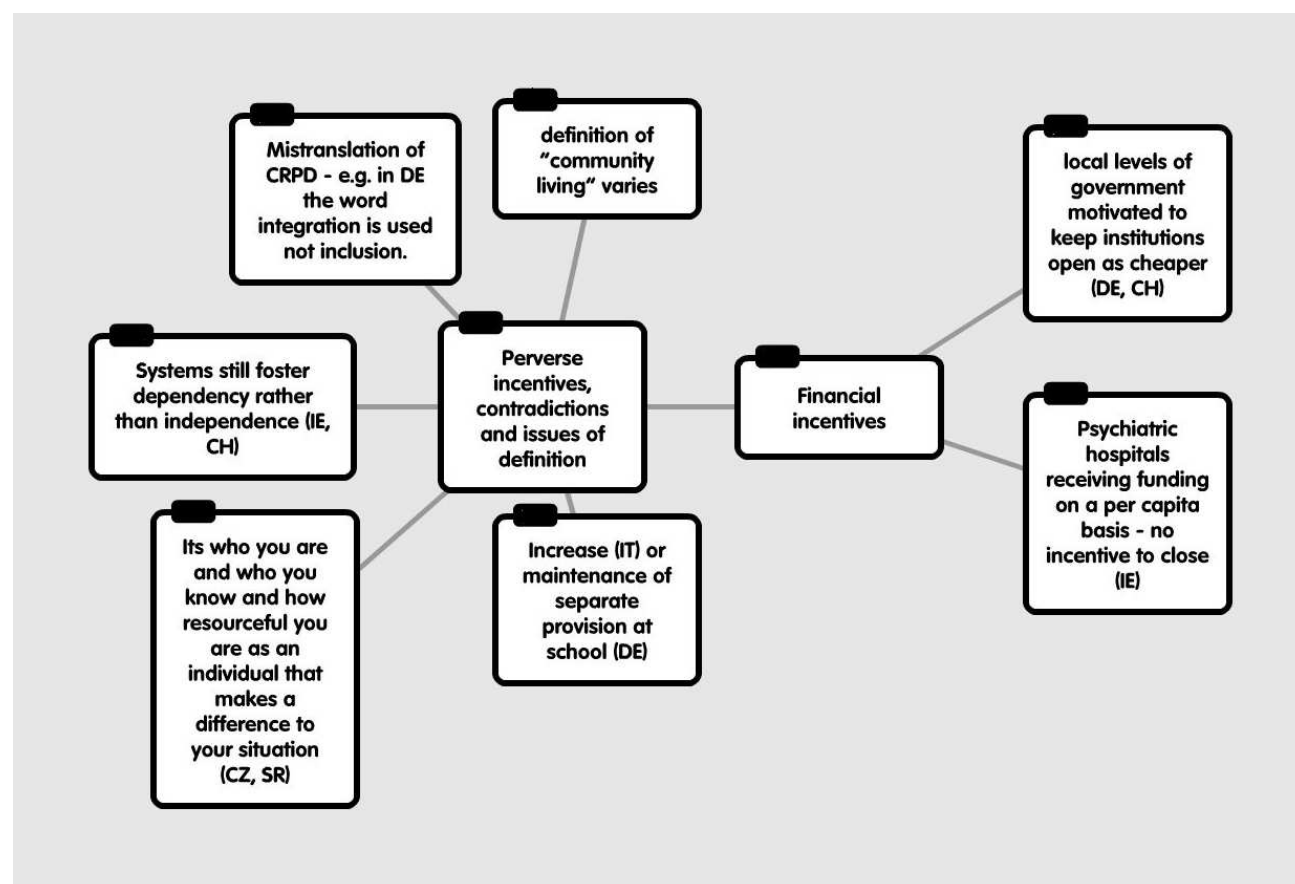 Mistranslation of
CRPD - e.g. in DE
the word
integration is used
not inclusion.
definition of
“community
living“ varies
local levels of
government
motivated to
keep institutions
open as cheaper
(DE, CH)
Systems still foster
dependency rather
than independence (IE,
CH)
Perverse
incentives,
contradictions
and issues of
definition
Financial
incentives
Psychiatric
hospitals
receiving funding
on a per capita
basis - no
incentive to close
(IE)
Its who you are
and who you
know and how
resourceful you
are as an
individual that
makes a
difference to
your situation
(CZ, SR)
Increase (IT) or
maintenance of
separate
provision at
school (DE)